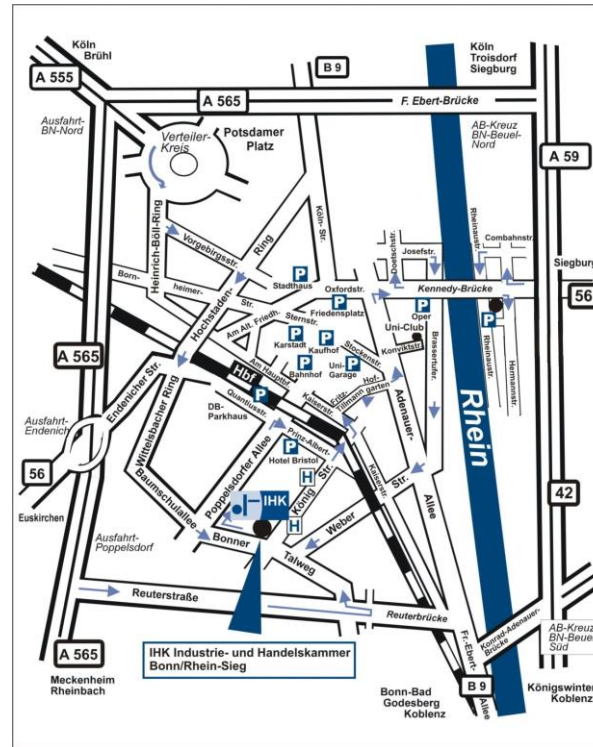 Köln
Brühl
A 555
A 565
B 9
Köln
Troisdorf
Siegburg
F. Ebert-Brücke
Ausfahrt-
BN-Nord
Verteiler-
Kreis
Potsdamer
Platz
AB-Kreuz
BN-Beuel-
Nord
A 59
Heinrich-Böll-Ring
Vorgebirgsstr.
Hochstaden-
Ring
Köln-Str.
Rheinaustr.
Combahnstr.
Josefstr.
Siegburg
Born-
heimer-
Str.
Stadthaus
Oxfordstr.
Kennedy-Brücke
56
Am Alt. Friedh.
Sternstr.
Friedensplatz
Oper
Uni-Club
Konviktstr.
Brassertufer.
Rheinaustr.
Hermannstr.
Karstadt
Kaufhof
Stockenstr.
Bahnhof
Uni-
Garage
A 565
Hbf
Am Hauptbf.
P
Quantiusstr.
DB-
Parkhaus
Kaiserstr.
Fritz-
Tillmann
Hof-
garten
Adenauer-
Allee
Rhein
Ausfahrt-
Endenich
Endenicher Str.
Wittelsbacher Ring
Baumschulallee
Poppelsdorfer Allee
Prinz-Albert-
Str.
Hotel Bristol
H
König
Kaiserstr.
56
Euskirchen
IHK
H
Weber
Str.
42
Ausfahrt-
Poppelsdorf
Bonner
Talweg
Reuterstraße
Reuterbrücke
Konrad-Adenauer-
Brücke
AB-Kreuz
BN-Beuel-
Süd
Fr.-Ebert-
Allee
A 565
Meckenheim
Rheinbach
IHK Industrie- und Handelskammer
Bonn/Rhein-Sieg
B 9
Bonn-Bad
Godesberg
Koblenz
Königswinter
Koblenz